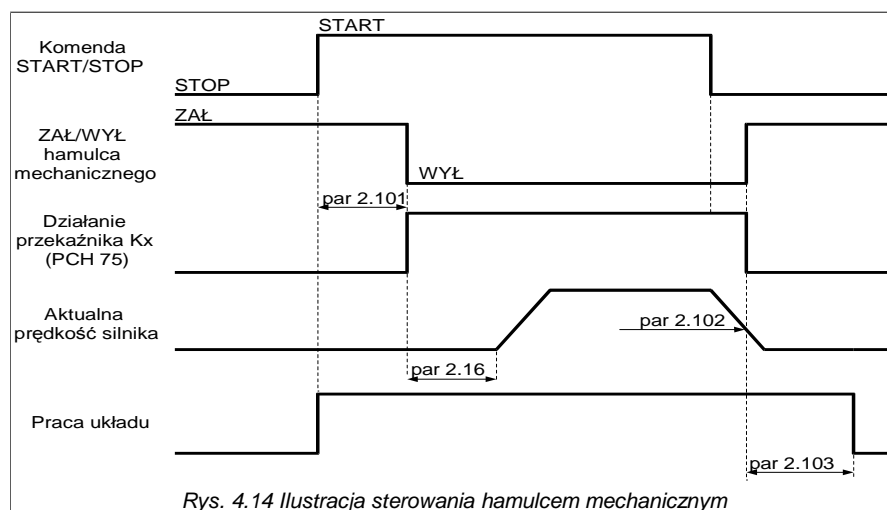 START
Komenda
START/STOP
STOP
ZAŁ
ZAŁ/WYŁ
hamulca
mechanicznego
WYŁ
par 2.101
Działanie
przekaźnika Kx
(PCH 75)
Aktualna
prędkość silnika
par 2.102
par 2.16
Praca układu
par 2.103
Rys. 4.14 Ilustracja sterowania hamulcem mechanicznym